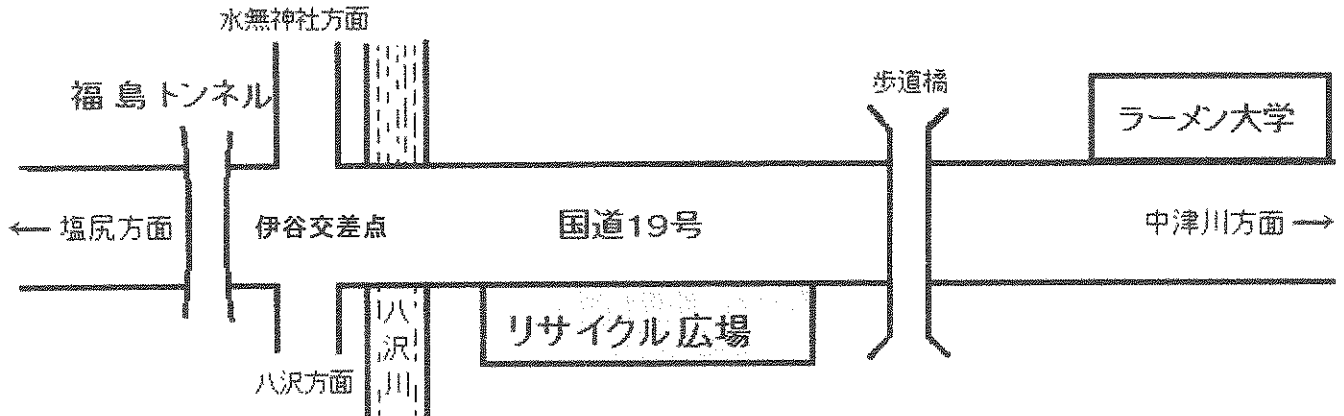 水無神社方面
福島トンネル
歩道橋
ラーメン大学
← 塩尻方面
伊谷交差点
国道19号
中津川方面 →
リサイクル広場
八沢川
八沢方面